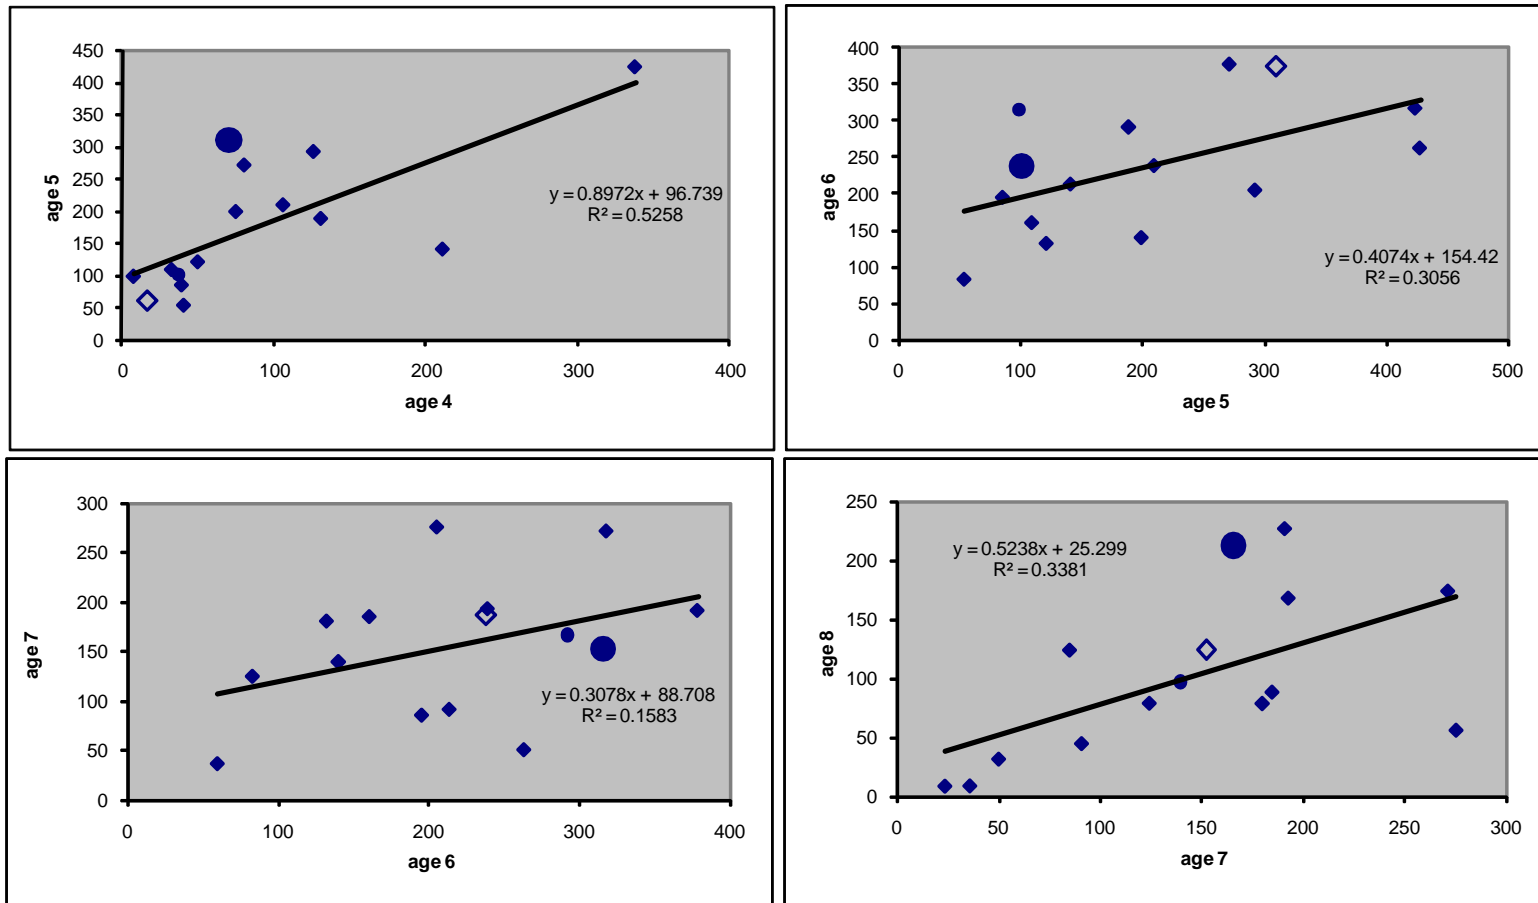 450
400
350
300
250
200
150
100
50
0
age 5
y = 0.8972x + 96.739
R² = 0.5258
0 100 200 300 400
age 4
400
350
300
250
200
150
100
50
0
age 6
y = 0.4074x + 154.42
R² = 0.3056
0 100 200 300 400 500
age 5
300
250
200
150
100
50
0
age 7
y = 0.3078x + 88.708
R² = 0.1583
0 100 200 300 400
age 6
250
200
150
100
50
0
age 8
y = 0.5238x + 25.299
R² = 0.3381
0 50 100 150 200 250 300
age 7